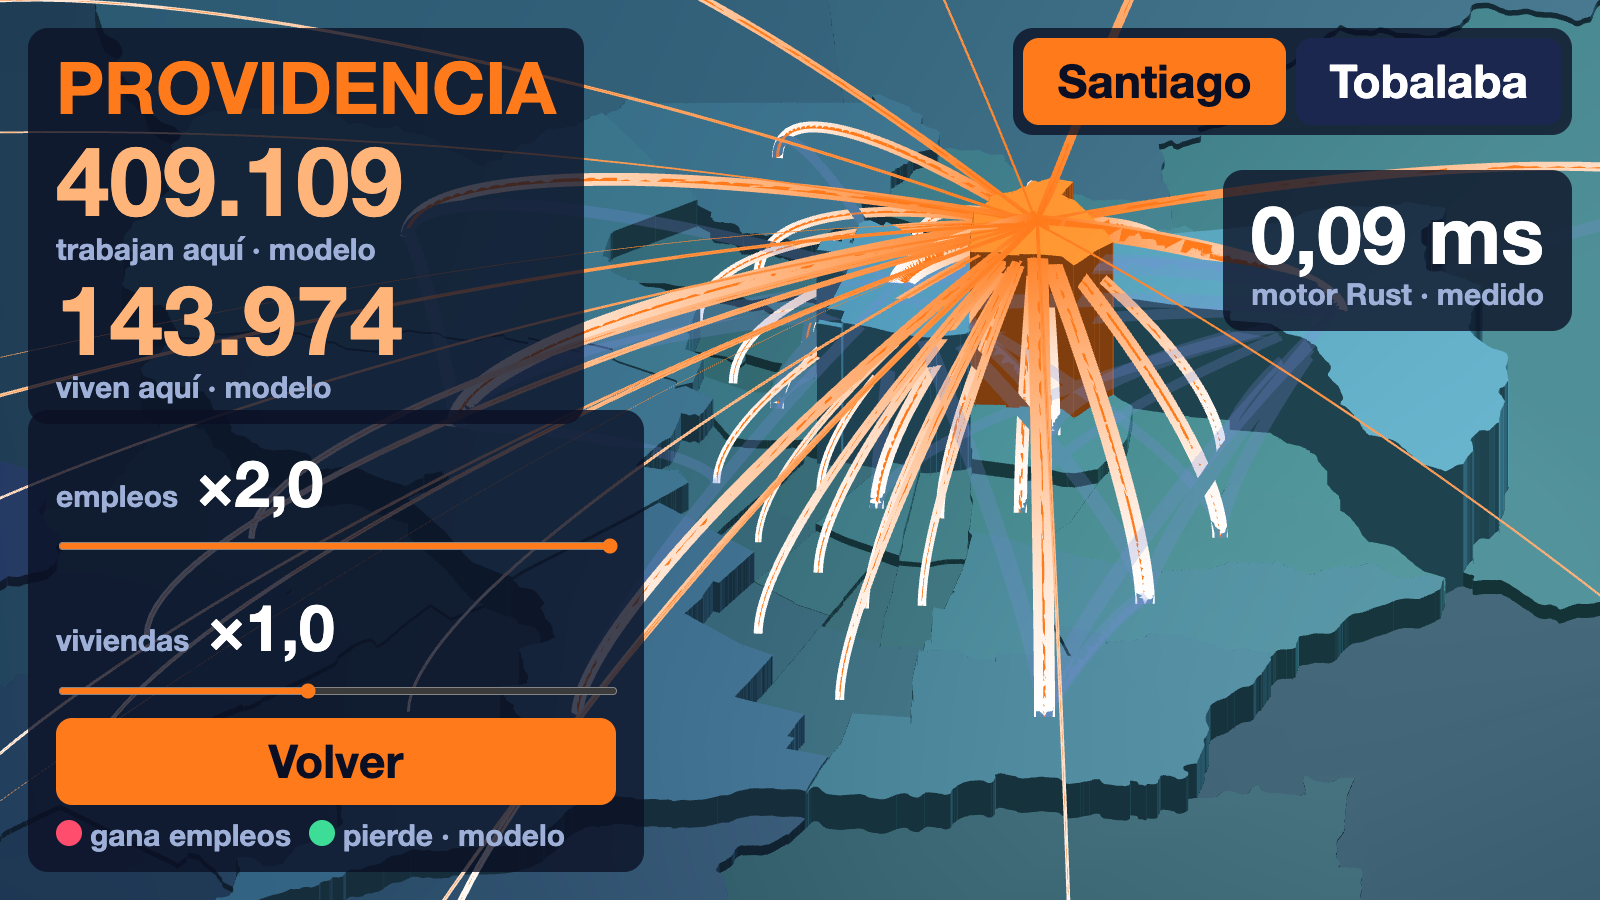 PROVIDENCIA
409.109
trabajan aquí · modelo
143.974
viven aquí · modelo
empleos ×2,0
viviendas ×1,0
Volver
gana empleos pierde · modelo
Santiago Tobalaba
0,09 ms
motor Rust · medido